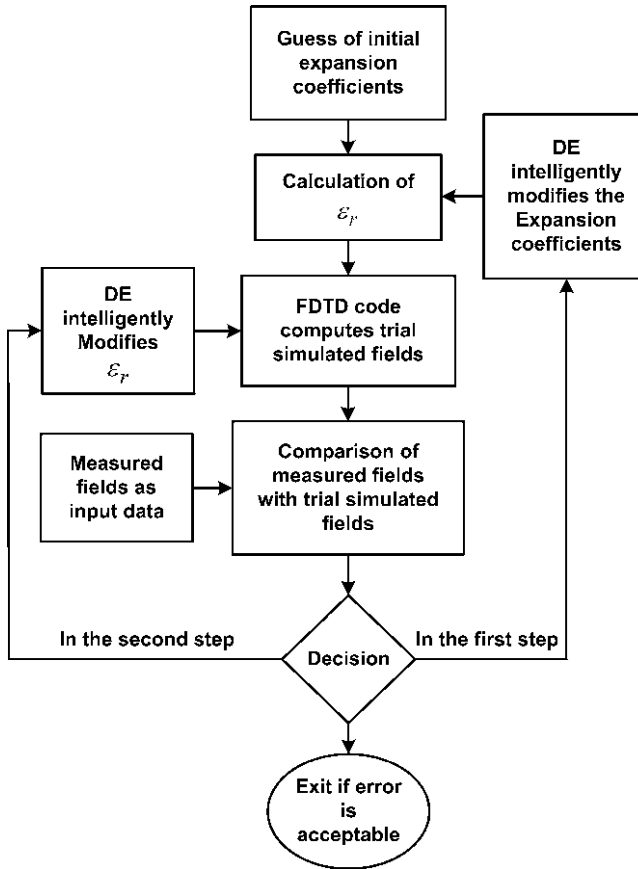 Guess of initial
expansion
coefficients
DE
intelligently
modifies the
Expansion
coefficients
Calculation of
εr
DE
intelligently
Modifies
εr
FDTD code
computes trial
simulated fields
Measured
fields as
input data
Comparison of
measured fields
with trial simulated
fields
In the second step
Decision
In the first step
Exit if error
is
acceptable